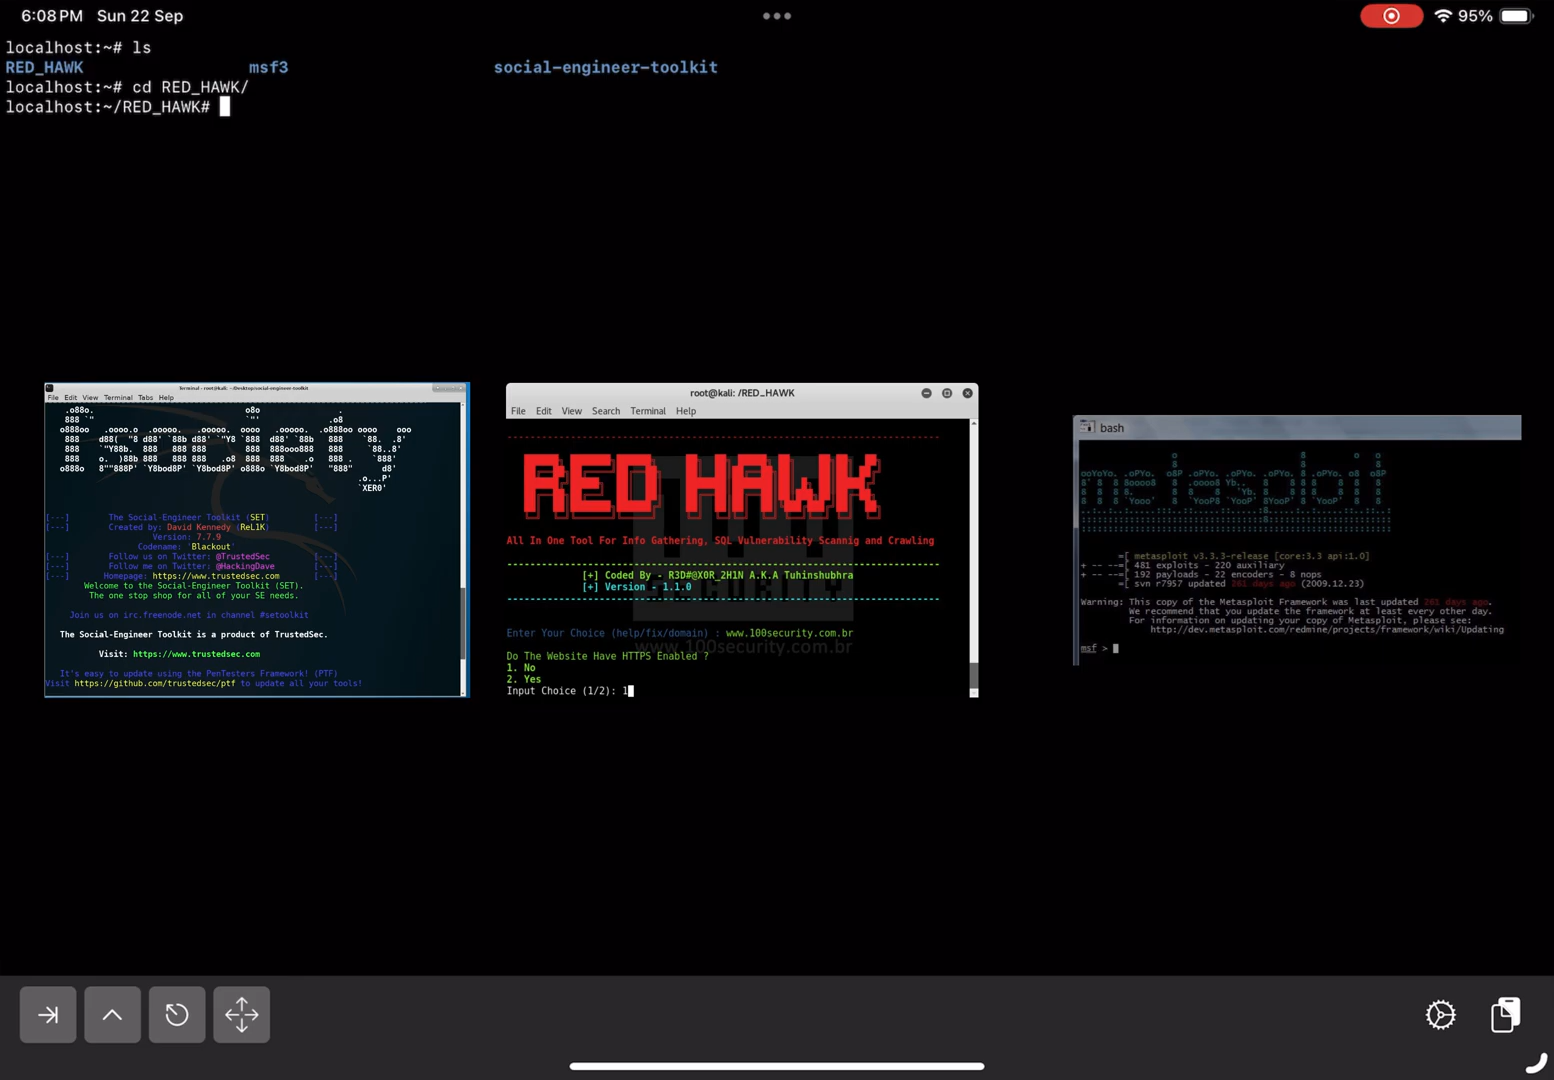 6:08 PM Sun 22 Sep
95%
localhost:~# ls
RED_HAWK msf3 social-engineer-toolkit
localhost:~# cd RED_HAWK/
localhost:~/RED_HAWK#
Terminal - root@kali: ~/Desktop/social-engineer-toolkit
File Edit View Terminal Tabs Help
[---] The Social-Engineer Toolkit (SET) [---]
[---] Created by: David Kennedy (ReL1K) [---]
Version: 7.7.9
Codename: 'Blackout'
[---] Follow us on Twitter: @TrustedSec [---]
[---] Follow me on Twitter: @HackingDave [---]
[---] Homepage: https://www.trustedsec.com [---]
Welcome to the Social-Engineer Toolkit (SET).
The one stop shop for all of your SE needs.
Join us on irc.freenode.net in channel #setoolkit
The Social-Engineer Toolkit is a product of TrustedSec.
Visit: https://www.trustedsec.com
It's easy to update using the PenTesters Framework! (PTF)
Visit https://github.com/trustedsec/ptf to update all your tools!
root@kali: /RED_HAWK
File Edit View Search Terminal Help
RED HAWK
All In One Tool For Info Gathering, SQL Vulnerability Scannig and Crawling
[+] Coded By - R3D#@X0R_2H1N A.K.A Tuhinshubhra
[+] Version - 1.1.0
Enter Your Choice (help/fix/domain) : www.100security.com.br
www.100security.com.br
Do The Website Have HTTPS Enabled ?
1. No
2. Yes
Input Choice (1/2): 1
bash
=[ metasploit v3.3.3-release [core:3.3 api:1.0]
+ -- --=[ 481 exploits - 220 auxiliary
+ -- --=[ 192 payloads - 22 encoders - 8 nops
=[ svn r7957 updated 261 days ago (2009.12.23)
Warning: This copy of the Metasploit Framework was last updated 261 days ago.
We recommend that you update the framework at least every other day.
For information on updating your copy of Metasploit, please see:
http://dev.metasploit.com/redmine/projects/framework/wiki/Updating
msf >